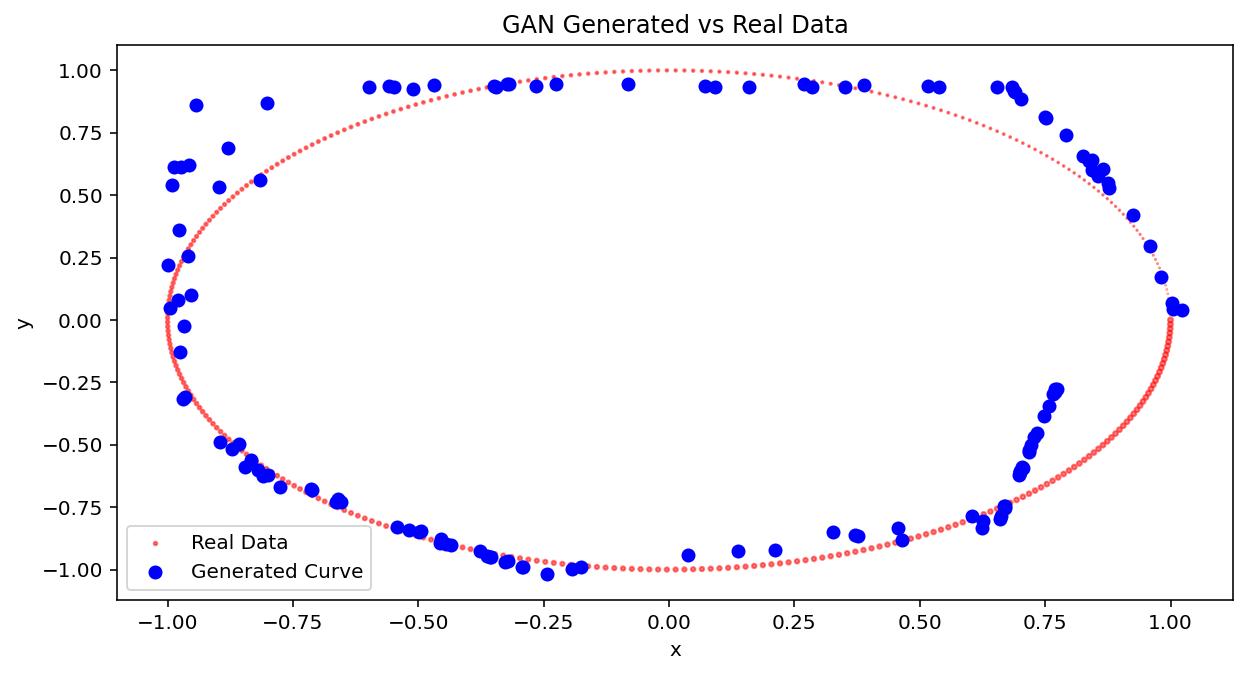 GAN Generated vs Real Data
1.00
0.75
0.50
0.25
0.00
−0.25
−0.50
−0.75
−1.00
y
Real Data
Generated Curve
−1.00 −0.75 −0.50 −0.25 0.00 0.25 0.50 0.75 1.00
x